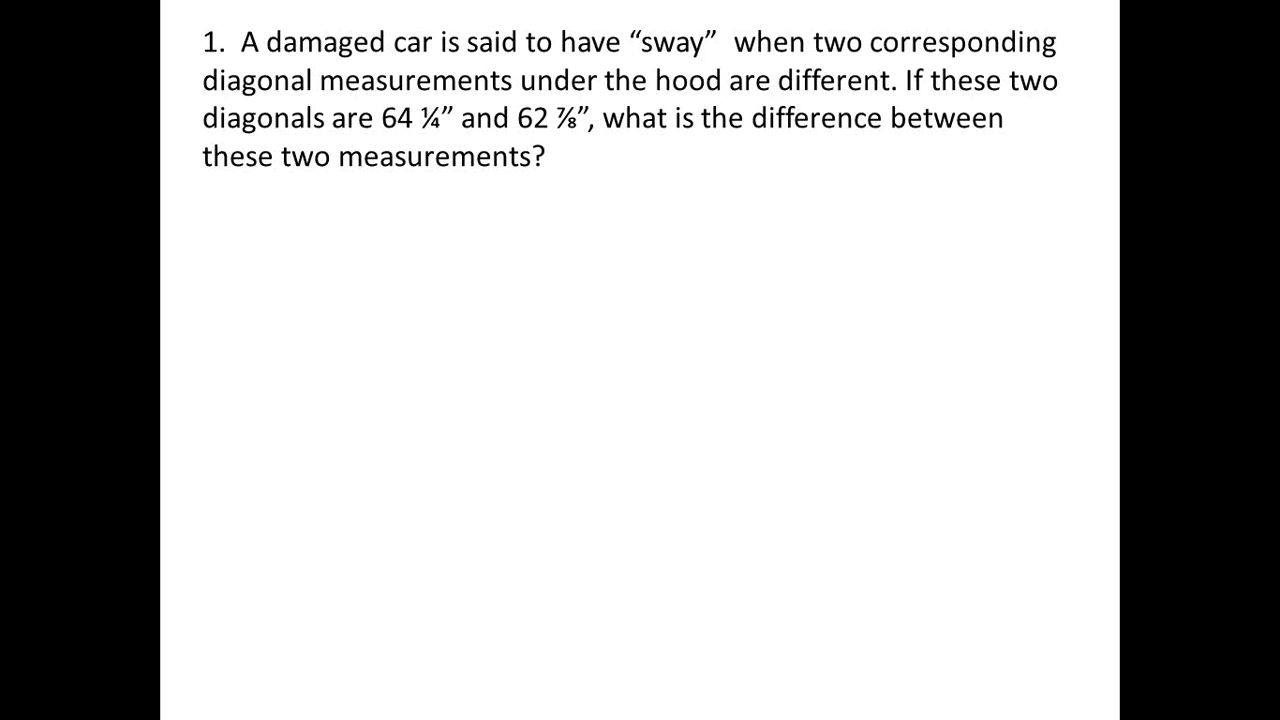 1.  A damaged car is said to have “sway”  when two corresponding
diagonal measurements under the hood are different. If these two
diagonals are 64 ¼” and 62 ⅞”, what is the difference between
these two measurements?